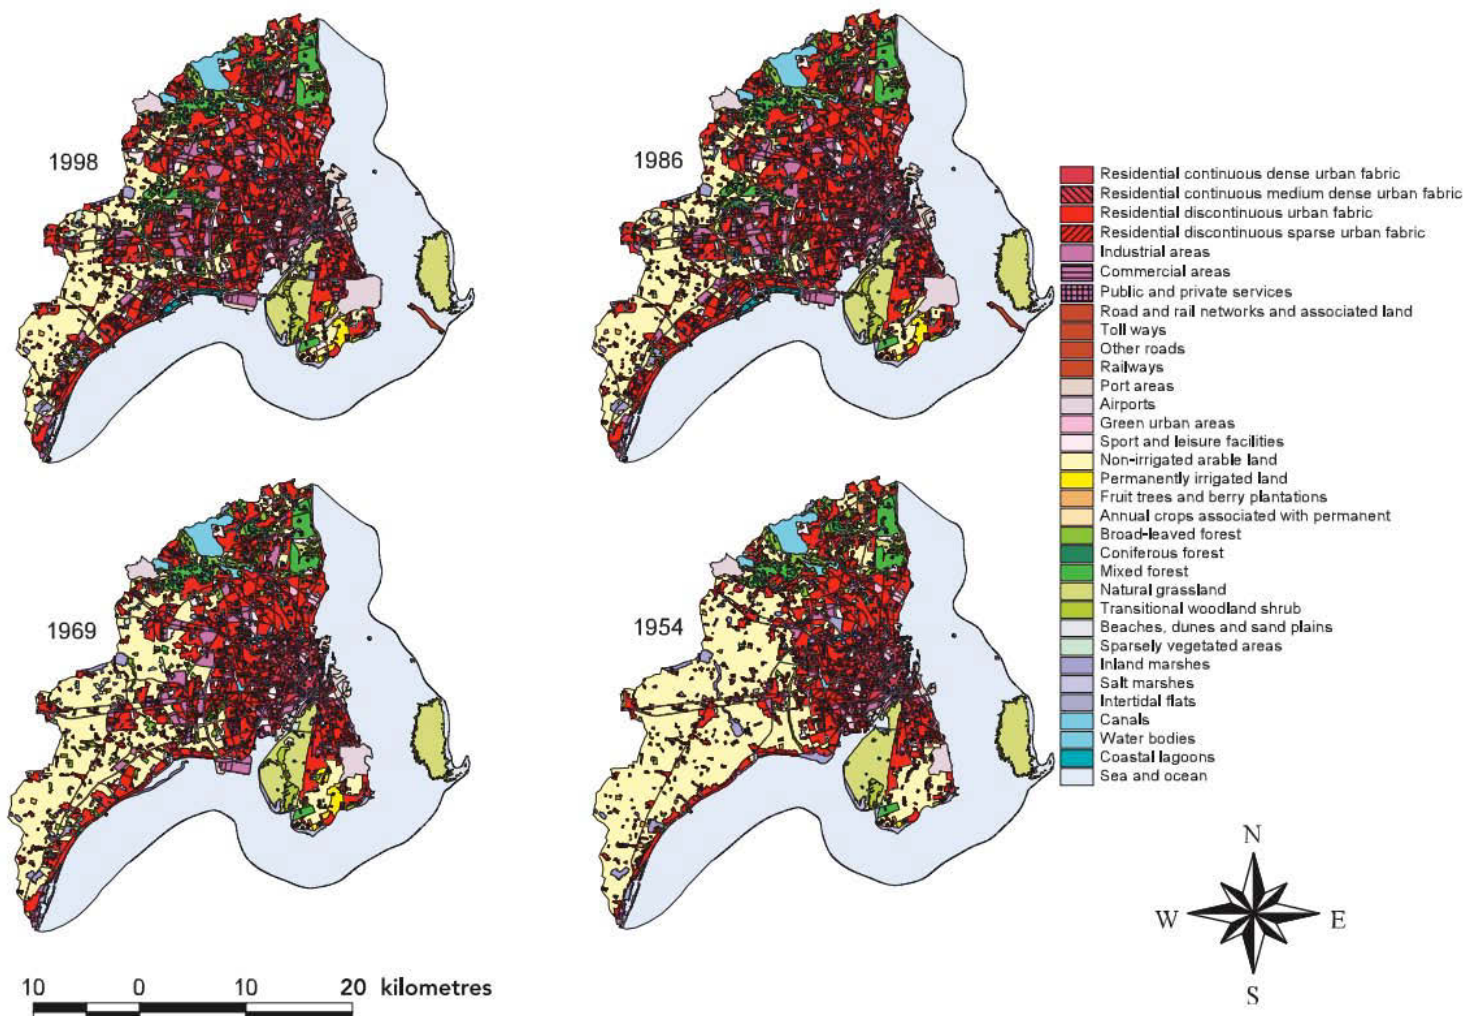 1998
1986
1969
1954
Residential continuous dense urban fabric
Residential continuous medium dense urban fabric
Residential discontinuous urban fabric
Residential discontinuous sparse urban fabric
Industrial areas
Commercial areas
Public and private services
Road and rail networks and associated land
Toll ways
Other roads
Railways
Port areas
Airports
Green urban areas
Sport and leisure facilities
Non-irrigated arable land
Permanently irrigated land
Fruit trees and berry plantations
Annual crops associated with permanent
Broad-leaved forest
Coniferous forest
Mixed forest
Natural grassland
Transitional woodland shrub
Beaches, dunes and sand plains
Sparsely vegetated areas
Inland marshes
Salt marshes
Intertidal flats
Canals
Water bodies
Coastal lagoons
Sea and ocean
N
W E
S
10 0 10 20 kilometres